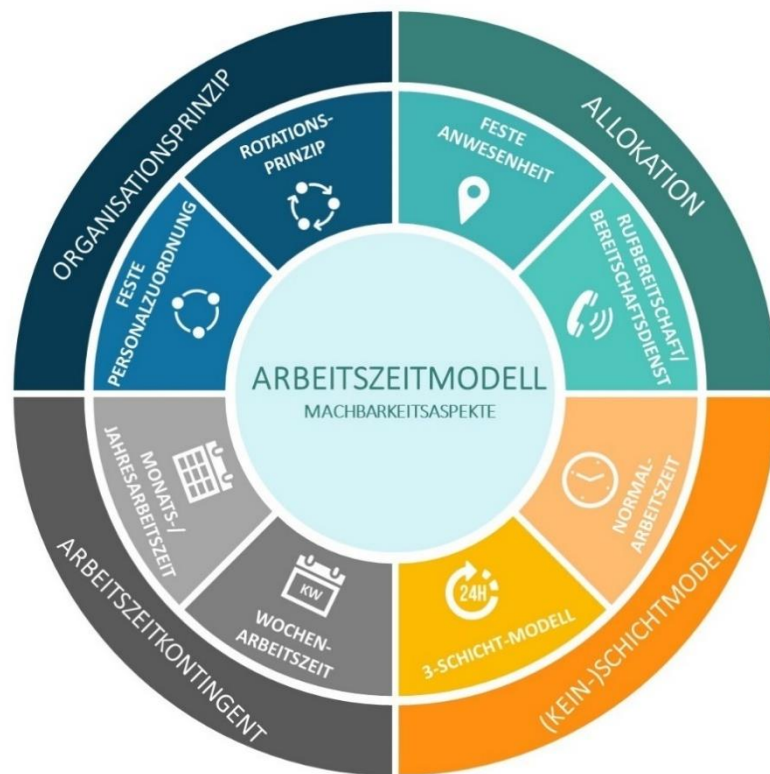 ORGANISATIONSPRINZIP
ROTATIONS-
PRINZIP
FESTE
PERSONALZUORDNUNG
ALLOKATION
FESTE
ANWESENHEIT
RUFBEREITSCHAFT/
BEREITSCHAFTSDIENST
ARBEITSZEITMODELL
MACHBARKEITSASPEKTE
MONATS-/
JAHRESARBEITSZEIT
KW
WOCHEN-
ARBEITSZEIT
ARBEITSZEITKONTINGENT
NORMAL-
ARBEITSZEIT
24H
3-SCHICHT-MODELL
(KEIN-)SCHICHTMODELL